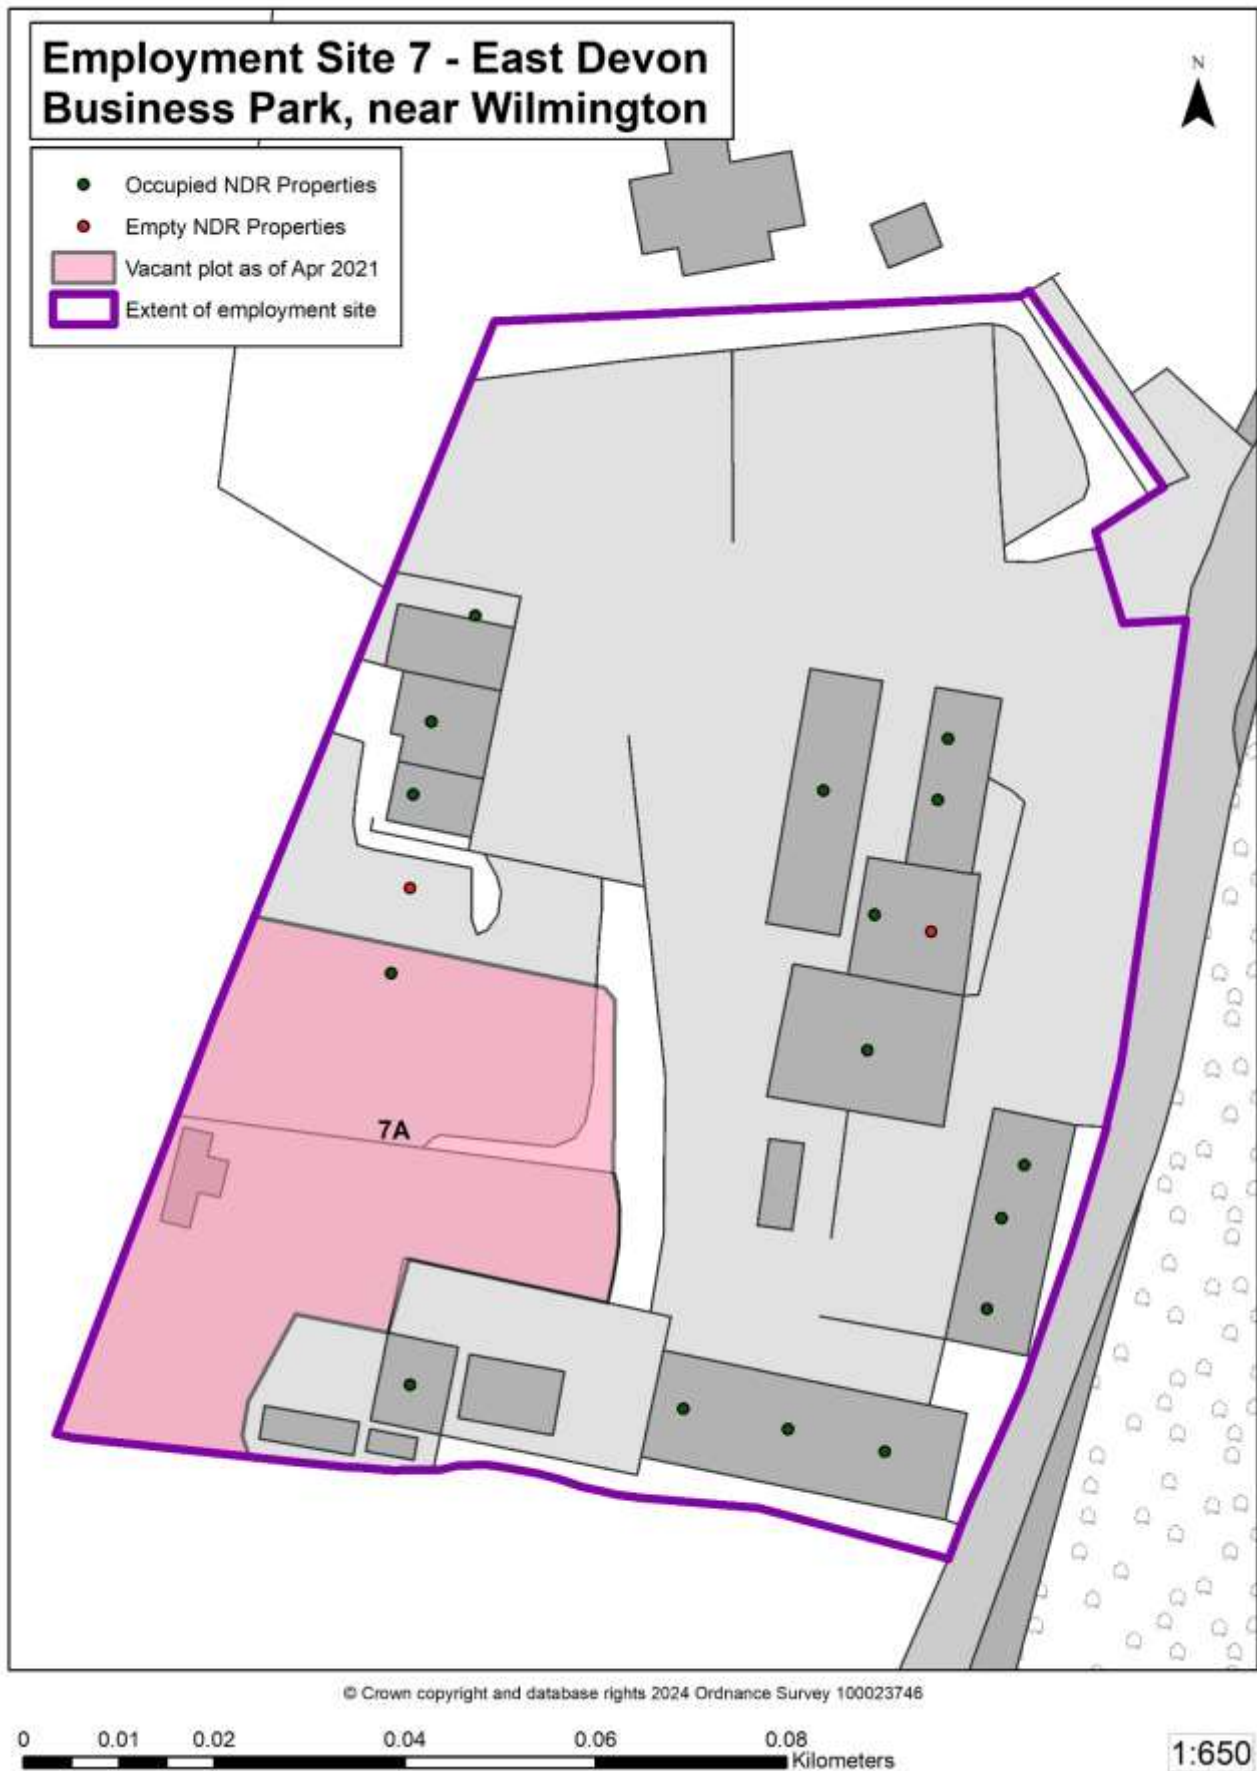 Employment Site 7 - East Devon
Business Park, near Wilmington
N
Occupied NDR Properties
Empty NDR Properties
Vacant plot as of Apr 2021
Extent of employment site
7A
© Crown copyright and database rights 2024 Ordnance Survey 100023746
0 0.01 0.02 0.04 0.06 0.08
Kilometers
1:650